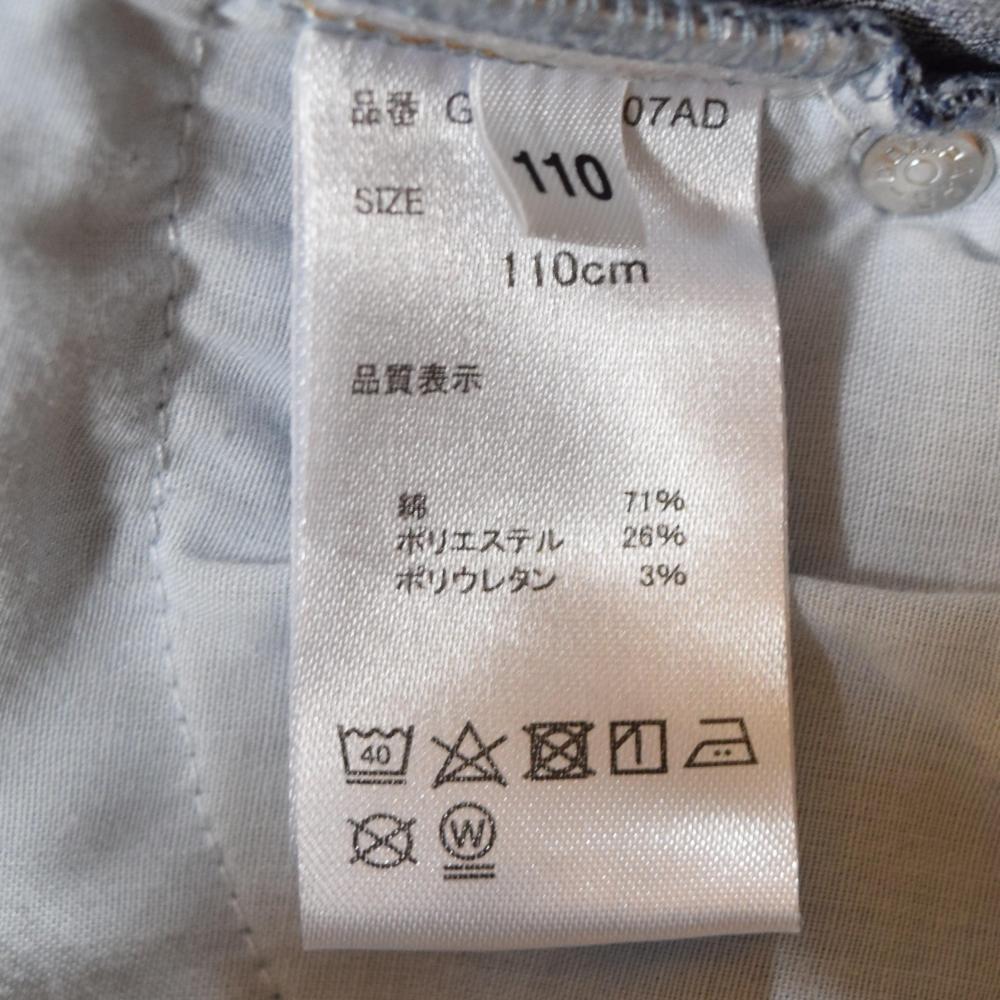 品番 G 07AD
110
SIZE
110cm
品質表示
綿 71%
ポリエステル 26%
ポリウレタン 3%
40
W